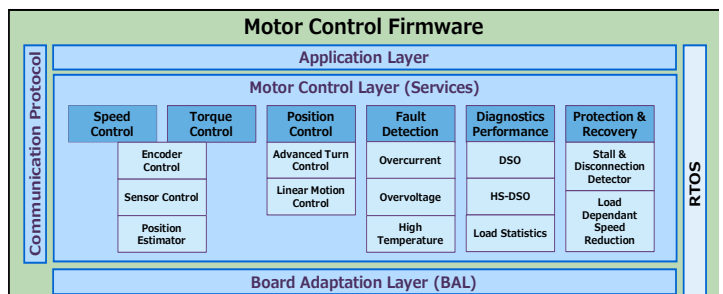 Motor Control Firmware
Communication Protocol
Application Layer
Motor Control Layer (Services)
Speed
Control
Torque
Control
Encoder
Control
Sensor Control
Position
Estimator
Position
Control
Advanced Turn
Control
Linear Motion
Control
Fault
Detection
Overcurrent
Overvoltage
High
Temperature
Diagnostics
Performance
DSO
HS-DSO
Load Statistics
Protection &
Recovery
Stall &
Disconnection
Detector
Load
Dependant
Speed
Reduction
Board Adaptation Layer (BAL)
RTOS